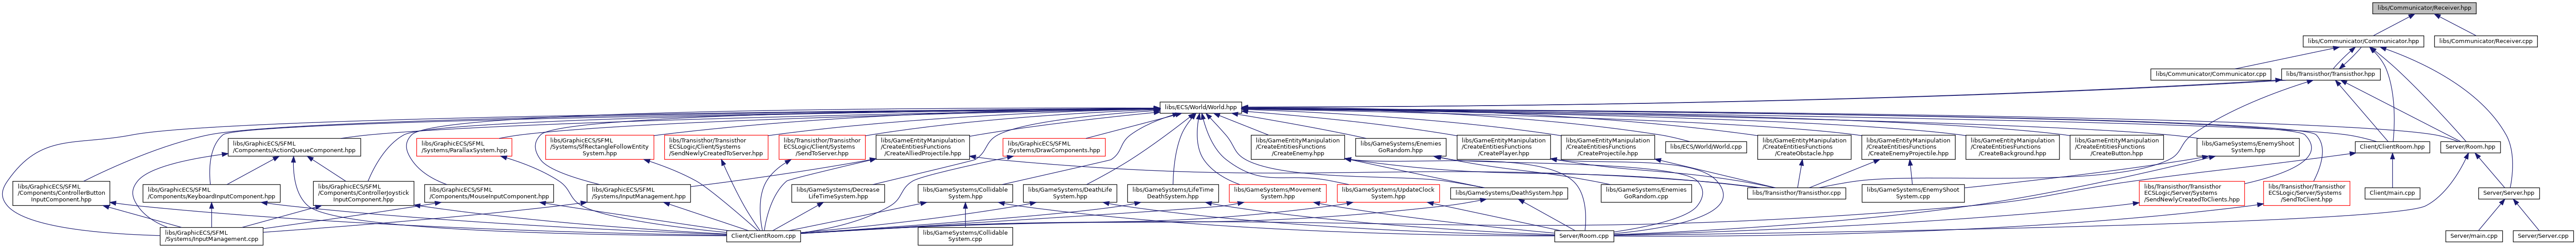 libs/Communicator/Receiver.hpp
libs/Communicator/Communicator.hpp
libs/Communicator/Receiver.cpp
libs/Communicator/Communicator.cpp
libs/Transisthor/Transisthor.hpp
libs/ECS/World/World.hpp
libs/GraphicECS/SFML
/Components/ActionQueueComponent.hpp
libs/GraphicECS/SFML
/Systems/ParallaxSystem.hpp
libs/GraphicECS/SFML
/Systems/SfRectangleFollowEntity
System.hpp
libs/Transisthor/Transisthor
ECSLogic/Client/Systems
/SendNewlyCreatedToServer.hpp
libs/Transisthor/Transisthor
ECSLogic/Client/Systems
/SendToServer.hpp
libs/GameEntityManipulation
/CreateEntitiesFunctions
/CreateAlliedProjectile.hpp
libs/GraphicECS/SFML
/Systems/DrawComponents.hpp
libs/GameEntityManipulation
/CreateEntitiesFunctions
/CreateEnemy.hpp
libs/GameSystems/Enemies
GoRandom.hpp
libs/GameEntityManipulation
/CreateEntitiesFunctions
/CreatePlayer.hpp
libs/GameEntityManipulation
/CreateEntitiesFunctions
/CreateProjectile.hpp
libs/ECS/World/World.cpp
libs/GameEntityManipulation
/CreateEntitiesFunctions
/CreateObstacle.hpp
libs/GameEntityManipulation
/CreateEntitiesFunctions
/CreateEnemyProjectile.hpp
libs/GameEntityManipulation
/CreateEntitiesFunctions
/CreateBackground.hpp
libs/GameEntityManipulation
/CreateEntitiesFunctions
/CreateButton.hpp
libs/GameSystems/EnemyShoot
System.hpp
Client/ClientRoom.hpp
Server/Room.hpp
libs/GraphicECS/SFML
/Components/ControllerButton
InputComponent.hpp
libs/GraphicECS/SFML
/Components/KeyboardInputComponent.hpp
libs/GraphicECS/SFML
/Components/ControllerJoystick
InputComponent.hpp
libs/GraphicECS/SFML
/Components/MouseInputComponent.hpp
libs/GraphicECS/SFML
/Systems/InputManagement.hpp
libs/GameSystems/Decrease
LifeTimeSystem.hpp
libs/GameSystems/Collidable
System.hpp
libs/GameSystems/DeathLife
System.hpp
libs/GameSystems/LifeTime
DeathSystem.hpp
libs/GameSystems/Movement
System.hpp
libs/GameSystems/UpdateClock
System.hpp
libs/GameSystems/DeathSystem.hpp
libs/GameSystems/Enemies
GoRandom.cpp
libs/Transisthor/Transisthor.cpp
libs/GameSystems/EnemyShoot
System.cpp
libs/Transisthor/Transisthor
ECSLogic/Server/Systems
/SendNewlyCreatedToClients.hpp
libs/Transisthor/Transisthor
ECSLogic/Server/Systems
/SendToClient.hpp
Client/main.cpp
Server/Server.hpp
libs/GraphicECS/SFML
/Systems/InputManagement.cpp
Client/ClientRoom.cpp
libs/GameSystems/Collidable
System.cpp
Server/Room.cpp
Server/main.cpp
Server/Server.cpp